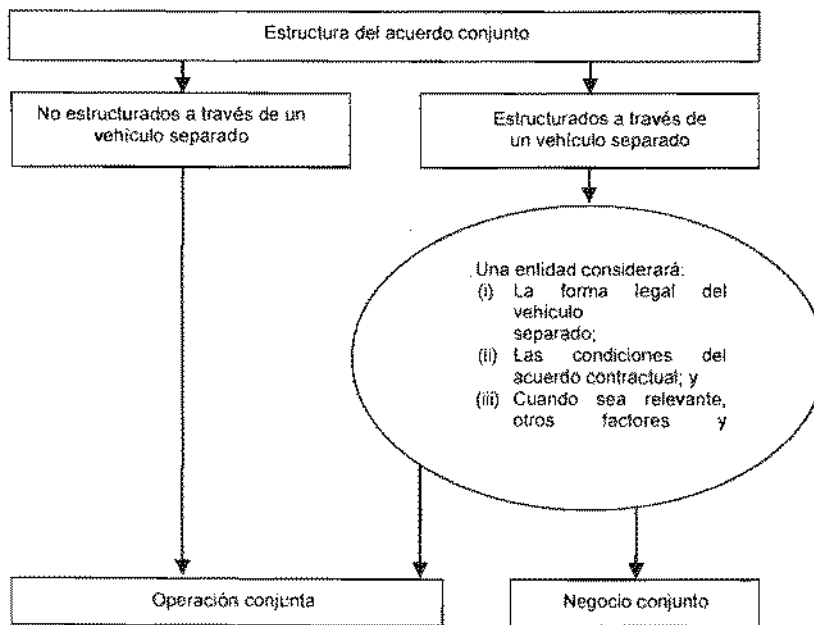 Estructura del acuerdo conjunto
No estructurados a través de un
vehículo separado
Estructurados a través de
un vehículo separado
Una entidad considerará:
(i) La forma legal del
vehículo
separado;
(ii) Las condiciones del
acuerdo contractual; y
(iii) Cuando sea relevante,
otros factores y
Operación conjunta
Negocio conjunto